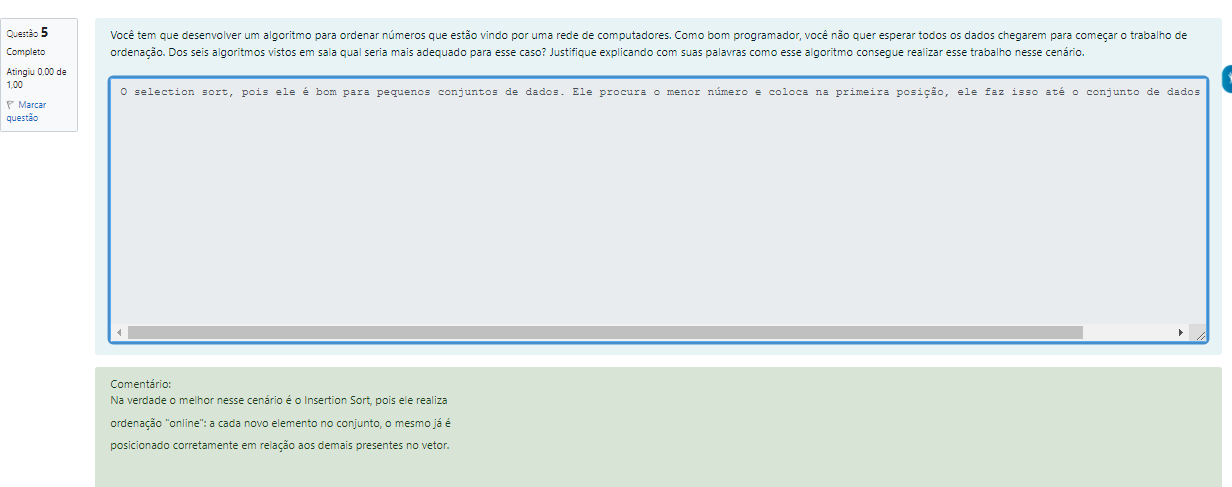 Questão 5
Completo
Atingiu 0,00 de
1,00
Marcar
questão
Você tem que desenvolver um algoritmo para ordenar números que estão vindo por uma rede de computadores. Como bom programador, você não quer esperar todos os dados chegarem para começar o trabalho de
ordenação. Dos seis algoritmos vistos em sala qual seria mais adequado para esse caso? Justifique explicando com suas palavras como esse algoritmo consegue realizar esse trabalho nesse cenário.
O selection sort, pois ele é bom para pequenos conjuntos de dados. Ele procura o menor número e coloca na primeira posição, ele faz isso até o conjunto de dados
Comentário:
Na verdade o melhor nesse cenário é o Insertion Sort, pois ele realiza
ordenação "online": a cada novo elemento no conjunto, o mesmo já é
posicionado corretamente em relação aos demais presentes no vetor.